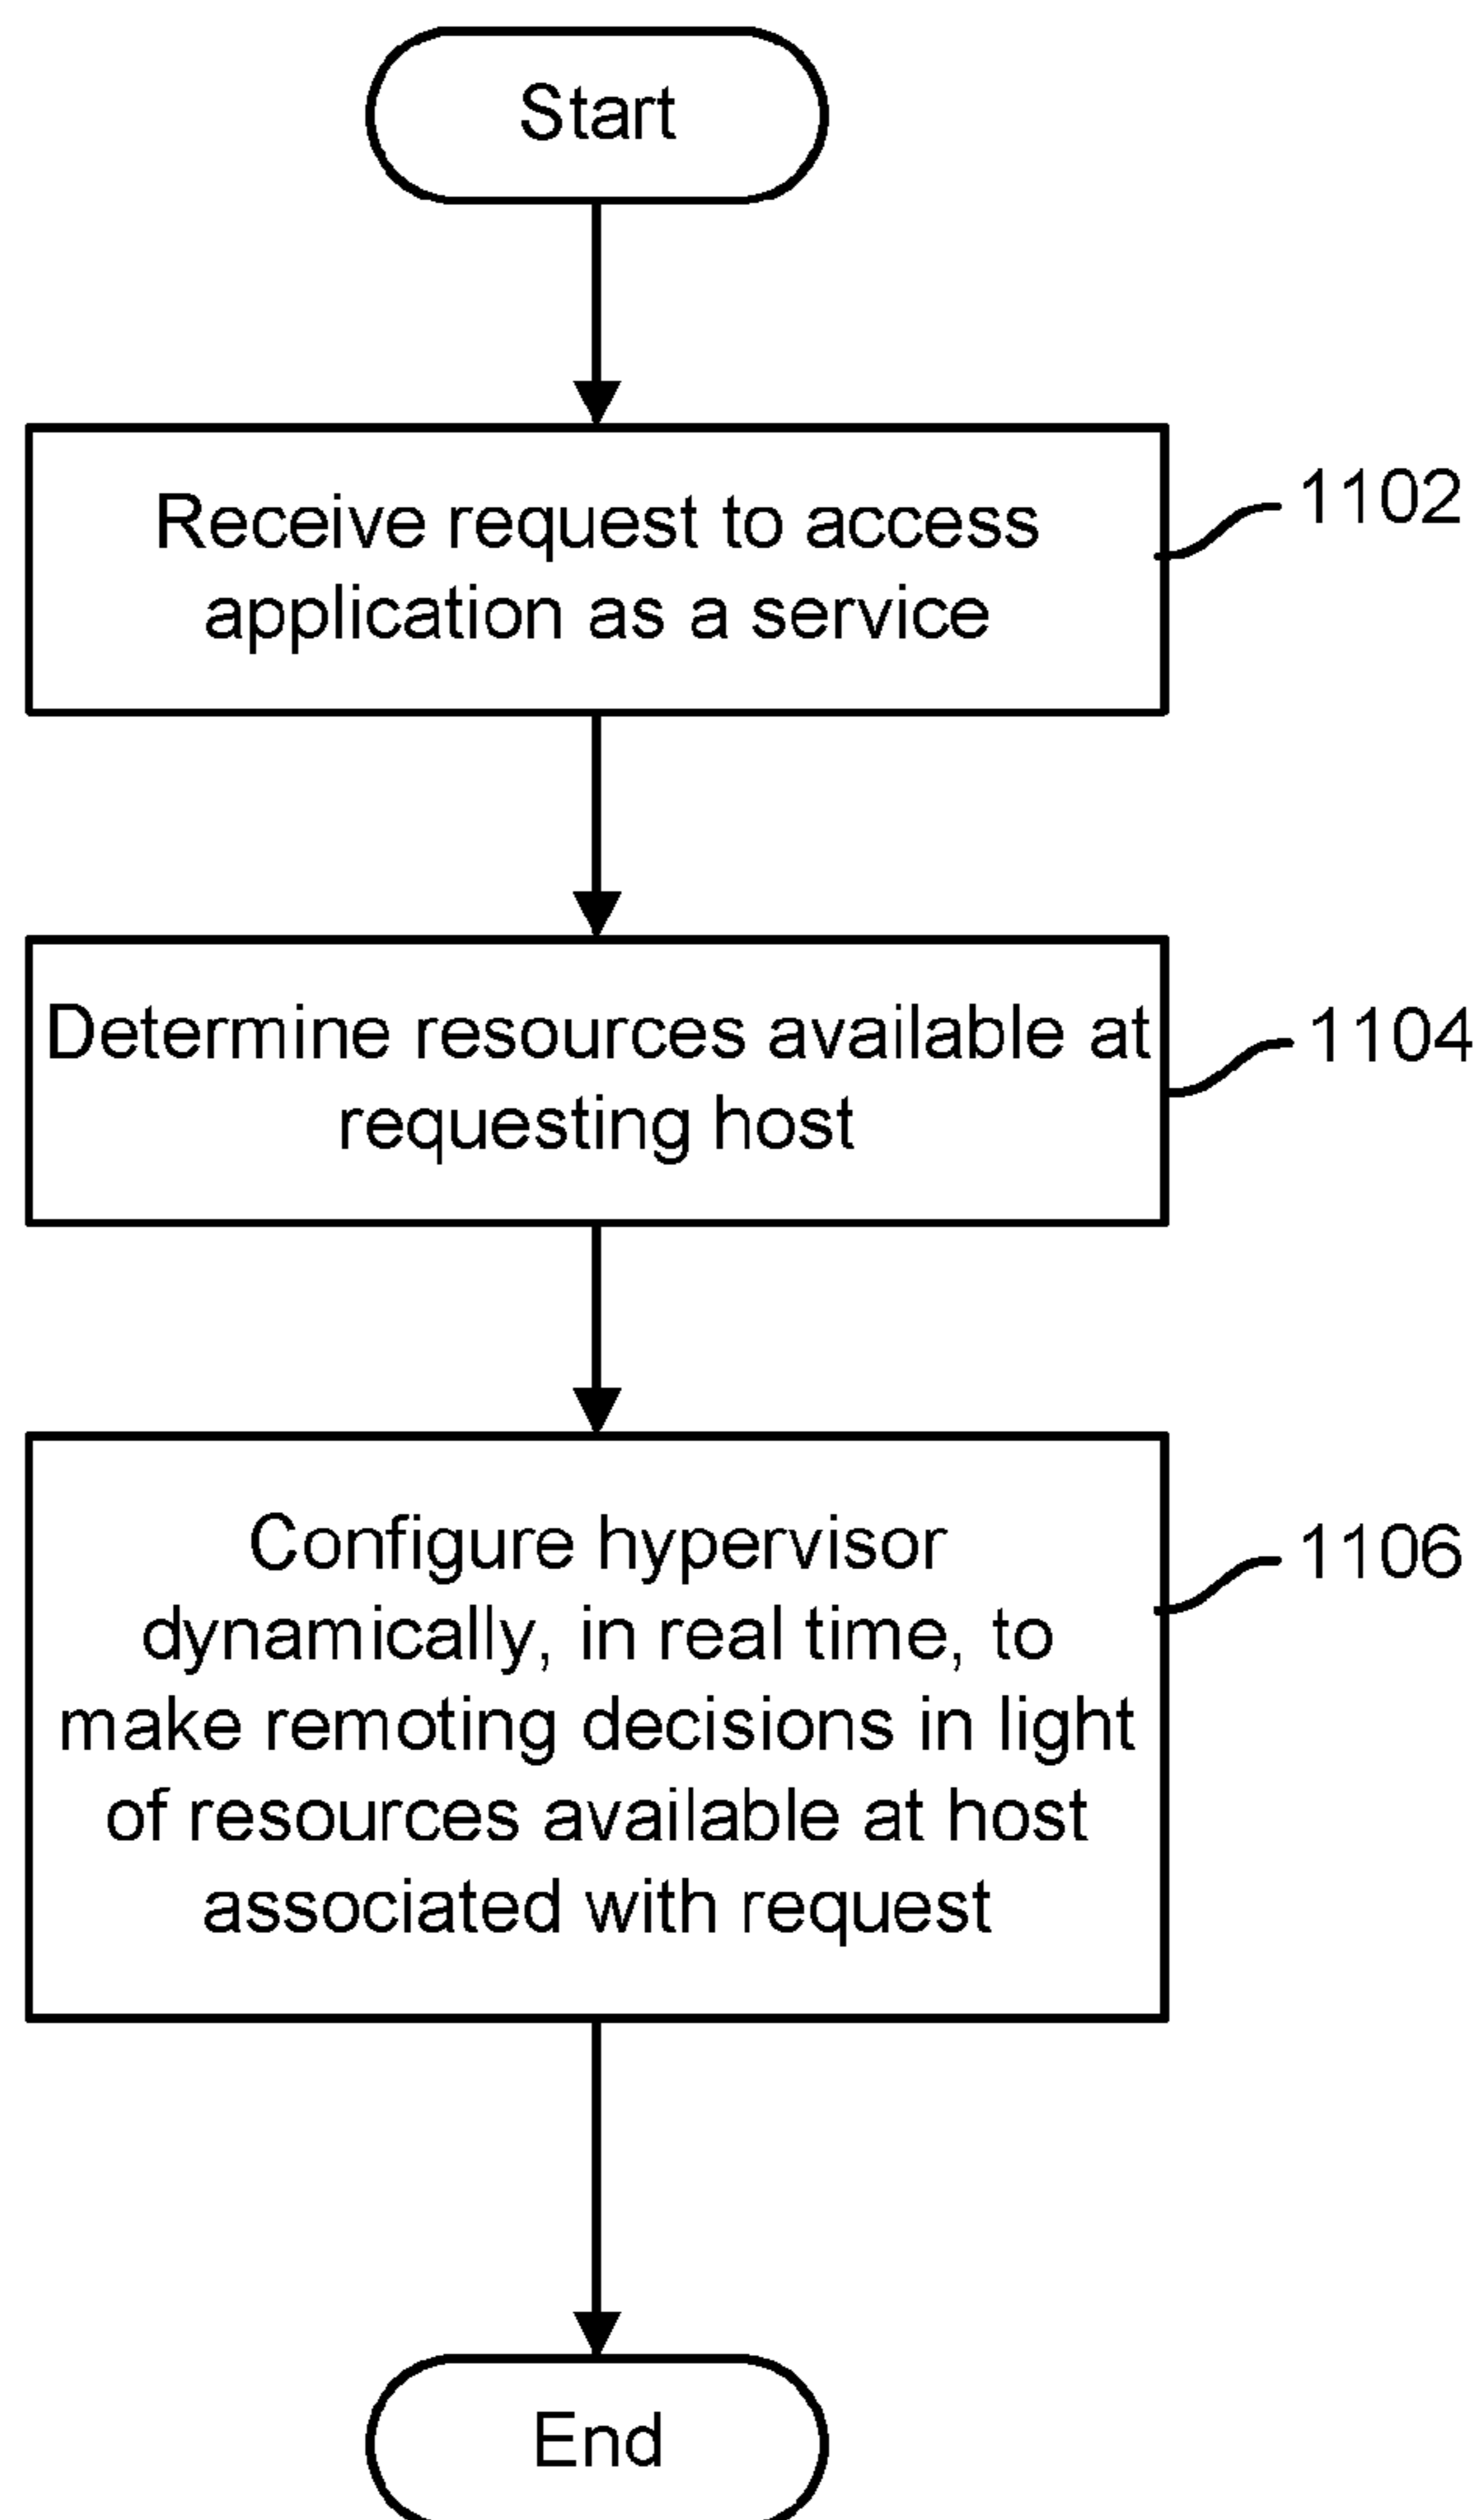 Start
Receive request to access
application as a service
1102
Determine resources available at
requesting host
1104
Configure hypervisor
dynamically, in real time, to
make remoting decisions in light
of resources available at host
associated with request
1106
End